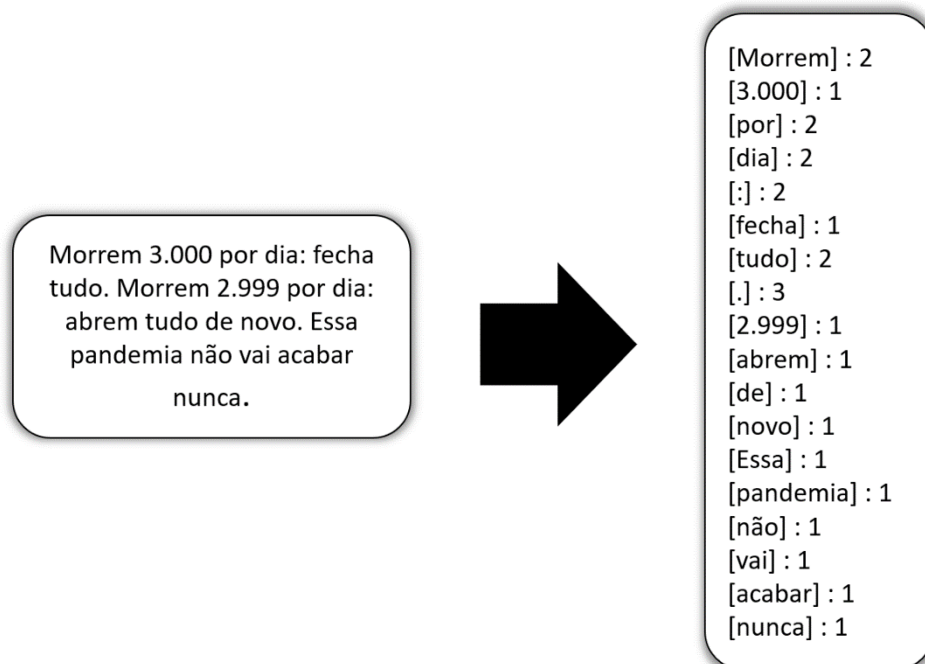 Morrem 3.000 por dia: fecha
tudo. Morrem 2.999 por dia:
abrem tudo de novo. Essa
pandemia não vai acabar
nunca.
[Morrem] : 2
[3.000] : 1
[por] : 2
[dia] : 2
[:] : 2
[fecha] : 1
[tudo] : 2
[.] : 3
[2.999] : 1
[abrem] : 1
[de] : 1
[novo] : 1
[Essa] : 1
[pandemia] : 1
[não] : 1
[vai] : 1
[acabar] : 1
[nunca] : 1